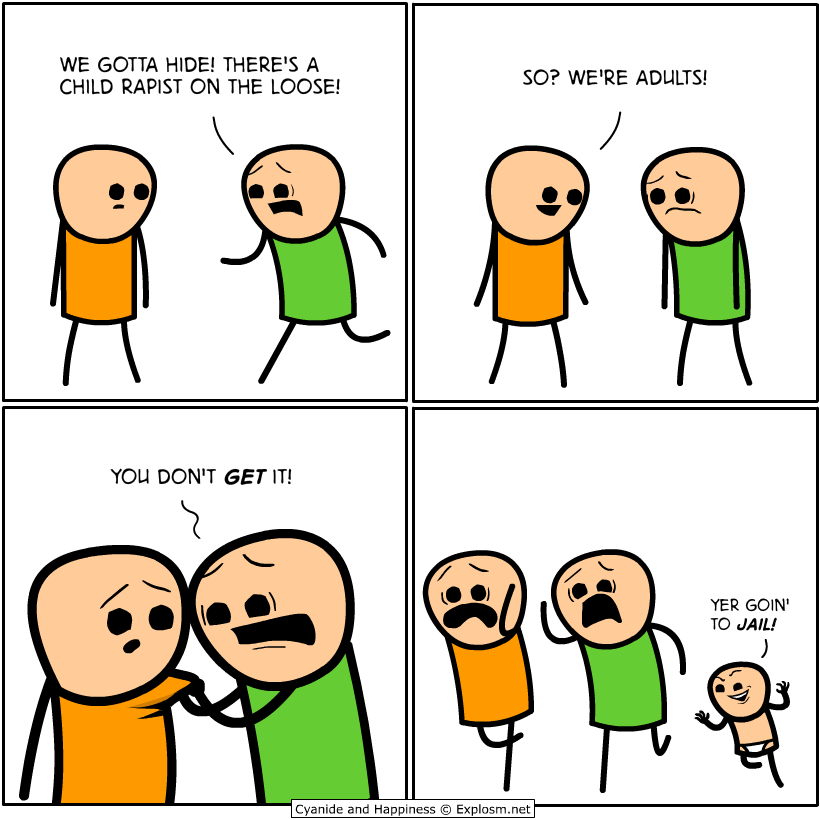 WE GOTTA HIDE! THERE'S A
CHILD RAPIST ON THE LOOSE!
SO? WE'RE ADULTS!
YOU DON'T GET IT!
YER GOIN'
TO JAIL!
Cyanide and Happiness © Explosm.net